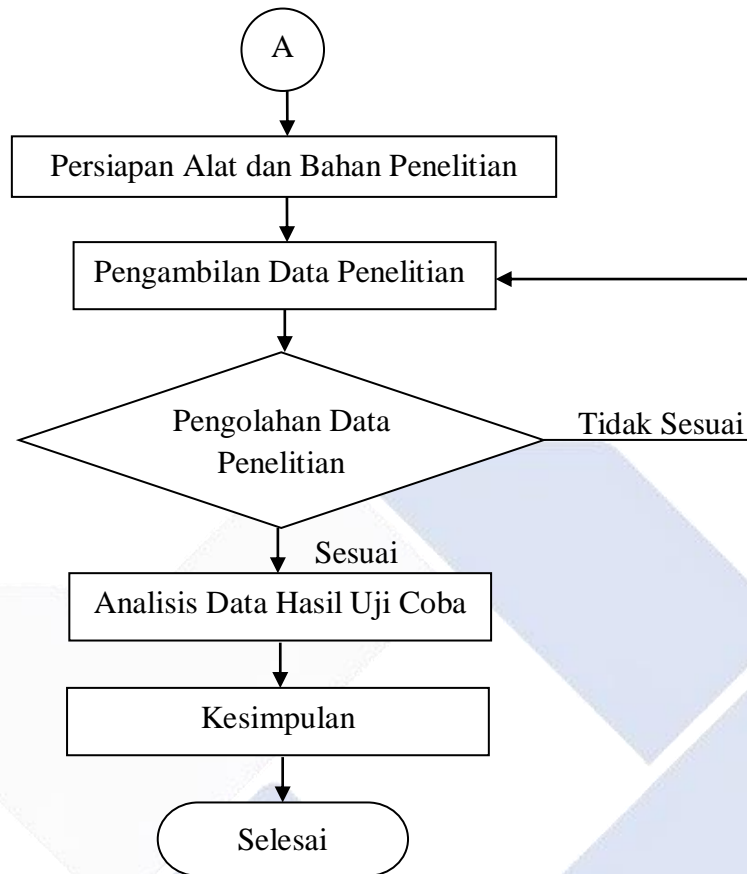 A
Persiapan Alat dan Bahan Penelitian
Pengambilan Data Penelitian
Pengolahan Data
Penelitian
Tidak Sesuai
Sesuai
Analisis Data Hasil Uji Coba
Kesimpulan
Selesai